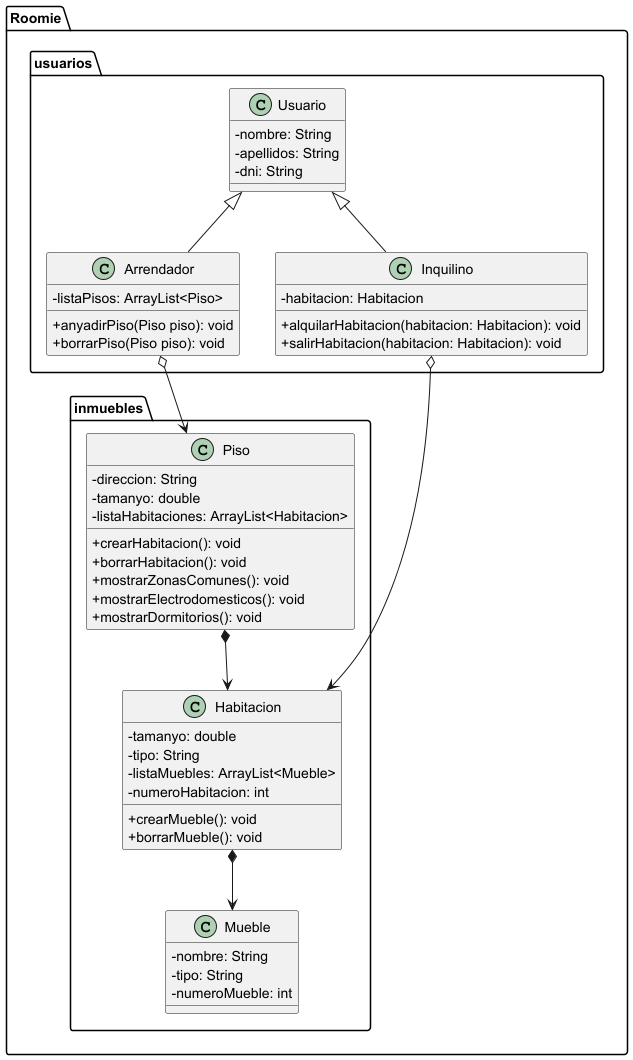 Roomie
usuarios
C Usuario
-nombre: String
-apellidos: String
-dni: String
C Arrendador
-listaPisos: ArrayList<Piso>
+anyadirPiso(Piso piso): void
+borrarPiso(Piso piso): void
C Inquilino
-habitacion: Habitacion
+alquilarHabitacion(habitacion: Habitacion): void
+salirHabitacion(habitacion: Habitacion): void
inmuebles
C Piso
-direccion: String
-tamanyo: double
-listaHabitaciones: ArrayList<Habitacion>
+crearHabitacion(): void
+borrarHabitacion(): void
+mostrarZonasComunes(): void
+mostrarElectrodomesticos(): void
+mostrarDormitorios(): void
C Habitacion
-tamanyo: double
-tipo: String
-listaMuebles: ArrayList<Mueble>
-numeroHabitacion: int
+crearMueble(): void
+borrarMueble(): void
C Mueble
-nombre: String
-tipo: String
-numeroMueble: int